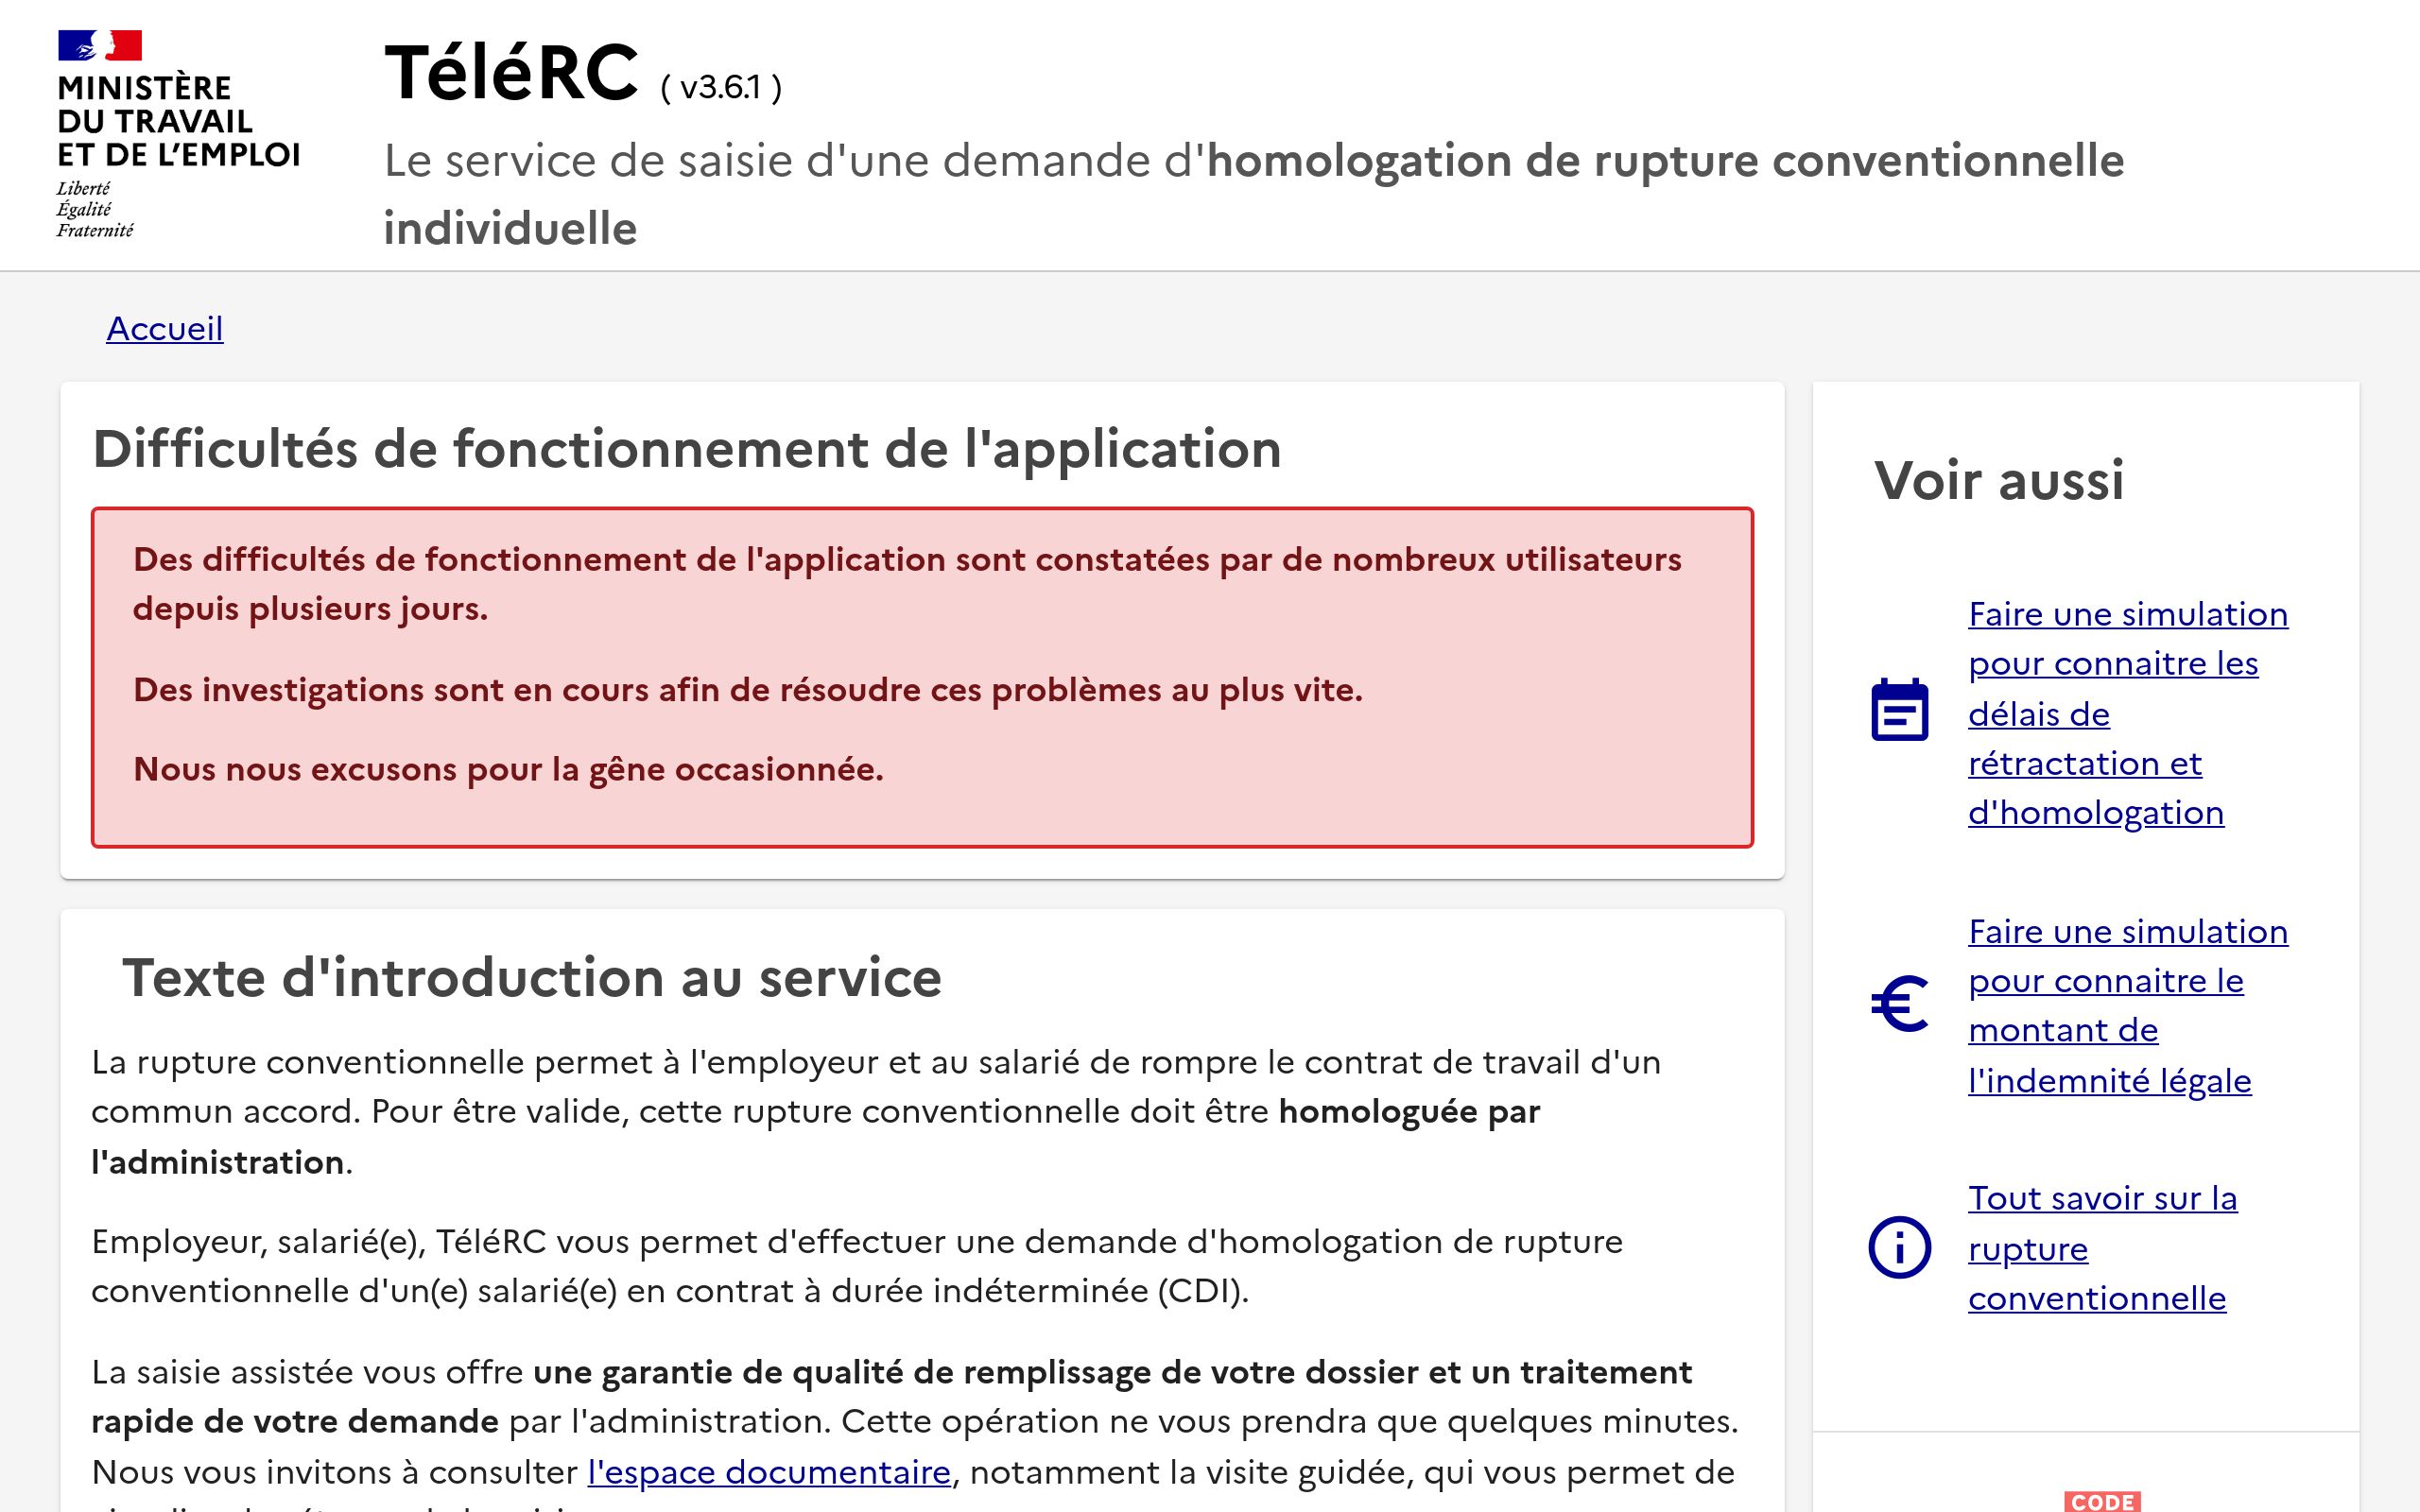 MINISTÈRE
DU TRAVAIL
ET DE L'EMPLOI
Liberté
Égalité
Fraternité
TéléRC ( v3.6.1 )
Le service de saisie d'une demande d'homologation de rupture conventionnelle
individuelle
Accueil
Difficultés de fonctionnement de l'application
Des difficultés de fonctionnement de l'application sont constatées par de nombreux utilisateurs
depuis plusieurs jours.
Des investigations sont en cours afin de résoudre ces problèmes au plus vite.
Nous nous excusons pour la gêne occasionnée.
Texte d'introduction au service
La rupture conventionnelle permet à l'employeur et au salarié de rompre le contrat de travail d'un
commun accord. Pour être valide, cette rupture conventionnelle doit être homologuée par
l'administration.
Employeur, salarié(e), TéléRC vous permet d'effectuer une demande d'homologation de rupture
conventionnelle d'un(e) salarié(e) en contrat à durée indéterminée (CDI).
La saisie assistée vous offre une garantie de qualité de remplissage de votre dossier et un traitement
rapide de votre demande par l'administration. Cette opération ne vous prendra que quelques minutes.
Nous vous invitons à consulter l'espace documentaire, notamment la visite guidée, qui vous permet de
Voir aussi
Faire une simulation
pour connaitre les
délais de
rétractation et
d'homologation
Faire une simulation
pour connaitre le
montant de
l'indemnité légale
Tout savoir sur la
rupture
conventionnelle
CODE